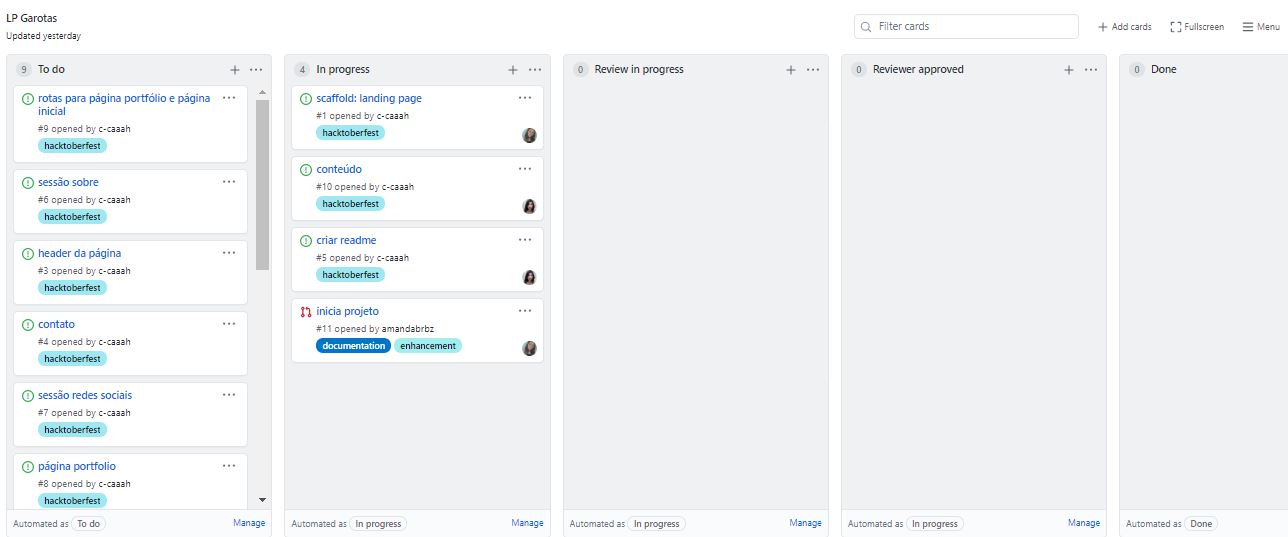 LP Garotas
Updated yesterday
Filter cards
Add cards
Fullscreen
Menu
9 To do
rotas para página portfólio e página
inicial
#9 opened by c-caaah
hacktoberfest
sessão sobre
#6 opened by c-caaah
hacktoberfest
header da página
#3 opened by c-caaah
hacktoberfest
contato
#4 opened by c-caaah
hacktoberfest
sessão redes sociais
#7 opened by c-caaah
hacktoberfest
página portfolio
#8 opened by c-caaah
hacktoberfest
Automated as To do
Manage
4 In progress
scaffold: landing page
#1 opened by c-caaah
hacktoberfest
conteúdo
#10 opened by c-caaah
hacktoberfest
criar readme
#5 opened by c-caaah
hacktoberfest
inicia projeto
#11 opened by amandabrbz
documentation enhancement
Automated as In progress
Manage
0 Review in progress
Automated as In progress
Manage
0 Reviewer approved
Automated as In progress
Manage
0 Done
Automated as Done